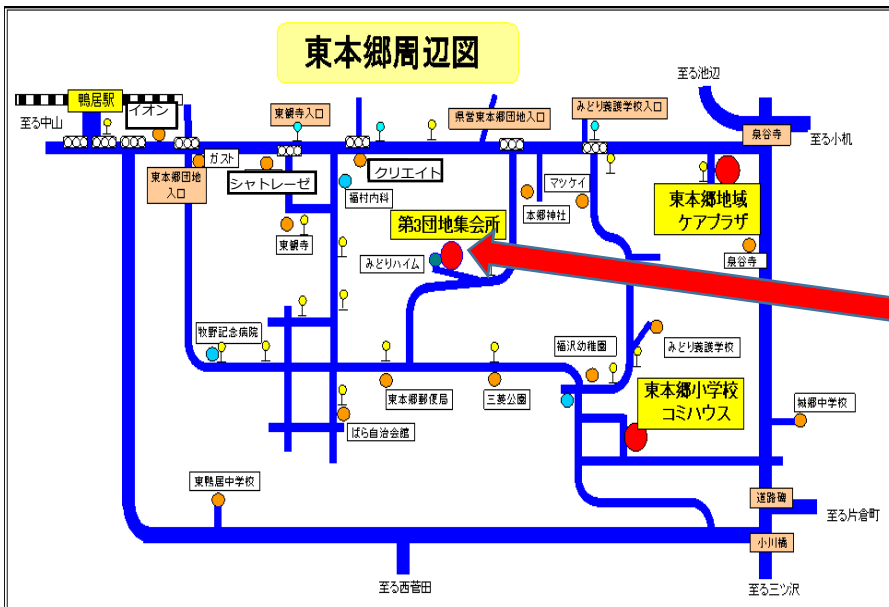 東本郷周辺図
至る池辺
鴨居駅
イオン
至る中山
東観寺入口
県営東本郷団地入口
みどり養護学校入口
泉谷寺
至る小机
ガスト
東本郷団地
入口
シャトレーゼ
クリエイト
福村内科
マツケイ
本郷神社
東本郷地域
ケアプラザ
第3団地集会所
東観寺
みどりハイム
泉谷寺
牧野記念病院
福沢幼稚園
みどり養護学校
東本郷郵便局
三菱公園
東本郷小学校
コミハウス
城郷中学校
ばら自治会館
東鴨居中学校
道路碑
至る片倉町
小川橋
至る西菅田
至る三ツ沢